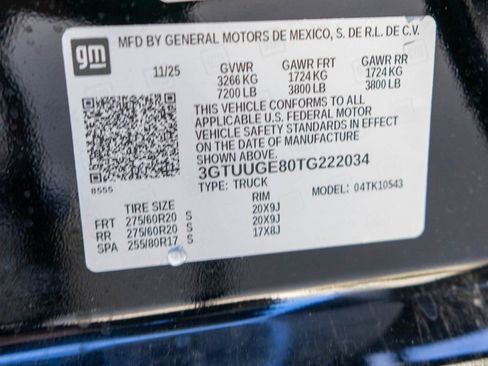 gm
MFD BY GENERAL MOTORS DE MEXICO, S. DE R.L. DE C.V.
11/25 GVWR GAWR FRT GAWR RR
3266 KG 1724 KG 1724 KG
7200 LB 3800 LB 3800 LB
THIS VEHICLE CONFORMS TO ALL
APPLICABLE U.S. FEDERAL MOTOR
VEHICLE SAFETY STANDARDS IN EFFECT
ON THE DATE OF MANUFACTURE
SHOWN ABOVE.
3GTUUGE80TG222034
8555
TYPE: TRUCK MODEL: 04TK10543
TIRE SIZE RIM
FRT 275/60R20 S 20X9J
RR 275/60R20 S 20X9J
SPA 255/80R17 S 17X8J